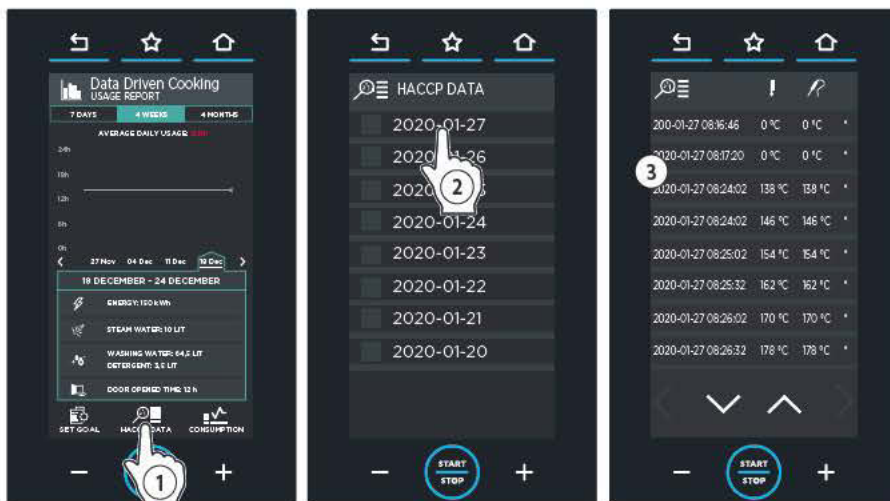 Data Driven Cooking
USAGE REPORT
7 DAYS 4 WEEKS 4 MONTHS
AVERAGE DAILY USAGE:
24h
18h
12h
6h
0h
27 Nov 04 Dec 11 Dec 19 Dec
19 DECEMBER - 24 DECEMBER
ENERGY: 150 kWh
STEAM WATER: 10 LIT
WASHING WATER: 64,5 LIT
DETERGENT: 3,5 LIT
DOOR OPENED TIME: 12 h
SET GOAL HACCP DATA CONSUMPTION
- 1 +
HACCP DATA
2020-01-27
2020-01-26
2
2020-01-24
2020-01-23
2020-01-22
2020-01-21
2020-01-20
- START +
STOP
200-01-27 08:16:46 0 °C 0 °C *
2020-01-27 08:17:20 0 °C 0 °C *
3
2020-01-27 08:24:02 138 °C 138 °C *
2020-01-27 08:24:02 146 °C 146 °C *
2020-01-27 08:25:02 154 °C 154 °C *
2020-01-27 08:25:32 162 °C 162 °C *
2020-01-27 08:26:02 170 °C 170 °C *
2020-01-27 08:26:32 178 °C 178 °C *
- START +
STOP